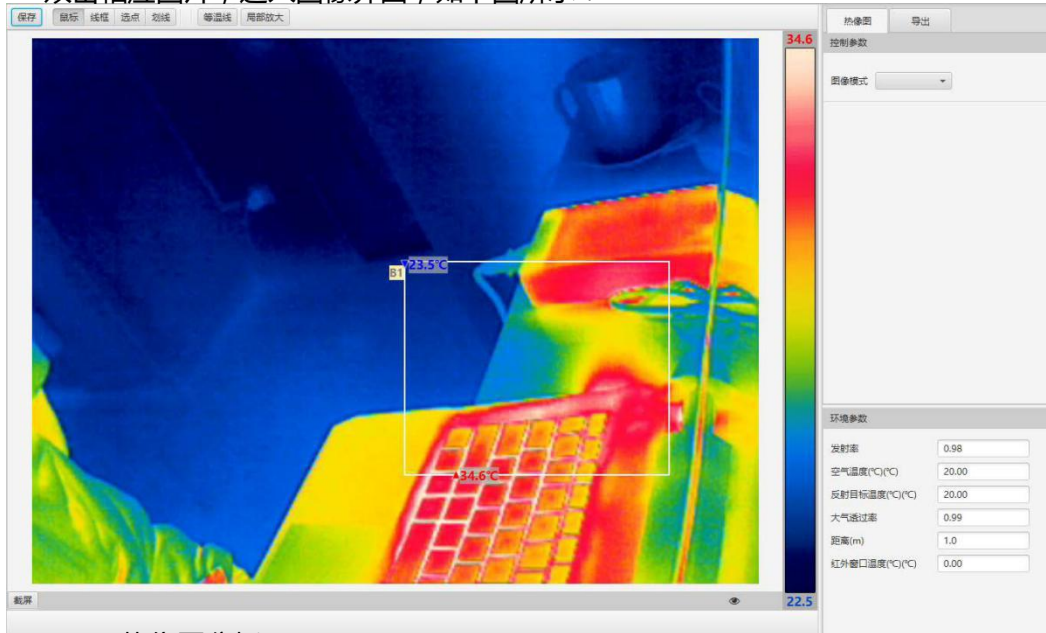 保存 鼠标 线框 选点 划线 等温线 局部放大
热像图 导出
34.6
控制参数
图像模式
B1 23.5℃
34.6℃
环境参数
发射率 0.98
空气温度(℃)(℃) 20.00
反射目标温度(℃)(℃) 20.00
大气透过率 0.99
距离(m) 1.0
红外窗口温度(℃)(℃) 0.00
截屏 22.5